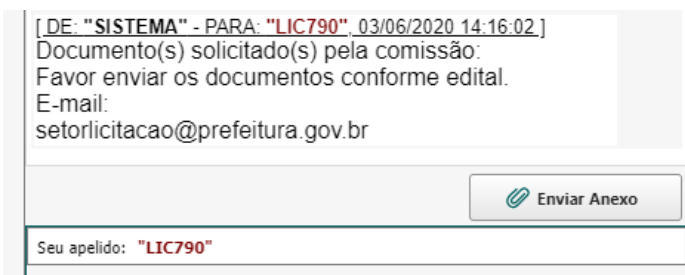 [ DE: "SISTEMA" - PARA: "LIC790", 03/06/2020 14:16:02 ]
Documento(s) solicitado(s) pela comissão:
Favor enviar os documentos conforme edital.
E-mail:
setorlicitacao@prefeitura.gov.br
Enviar Anexo
Seu apelido: "LIC790"